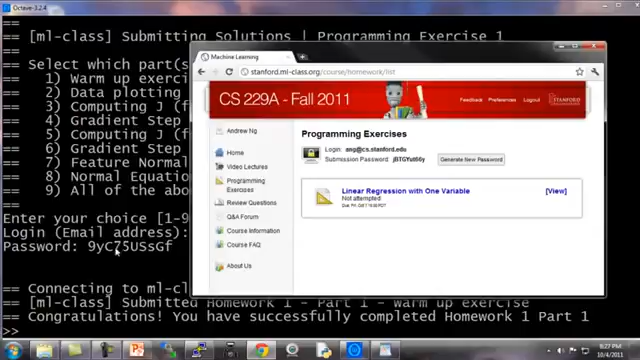 Octave-3.2.4
==
== [ml-class] Submitting Solutions | Programming Exercise 1
==
== Select which part(s
== 1) Warm up exerci
== 2) Data plotting
== 3) Computing J (f
== 4) Gradient Step
== 5) Computing J (f
== 6) Gradient Step
== 7) Feature Normal
== 8) Normal Equatio
== 9) All of the abo
Enter your choice [1-9
Login (Email address):
Password: 9yC75USsGf
== Connecting to ml-c
== [ml-class] Submitted Homework 1 - Part 1 - Warm up exercise
== Congratulations! You have successfully completed Homework 1 Part 1
>>
Machine Learning
stanford.ml-class.org/course/homework/list
CS 229A - Fall 2011
Feedback Preferences Logout
STANFORD
Andrew Ng
Home
Video Lectures
Programming
Exercises
Review Questions
Q&A Forum
Course Information
Course FAQ
About Us
Programming Exercises
Login: ang@cs.stanford.edu
Submission Password: jBTGYut66y
Generate New Password
Linear Regression with One Variable
[View]
Not attempted
9:27 PM
10/4/2011